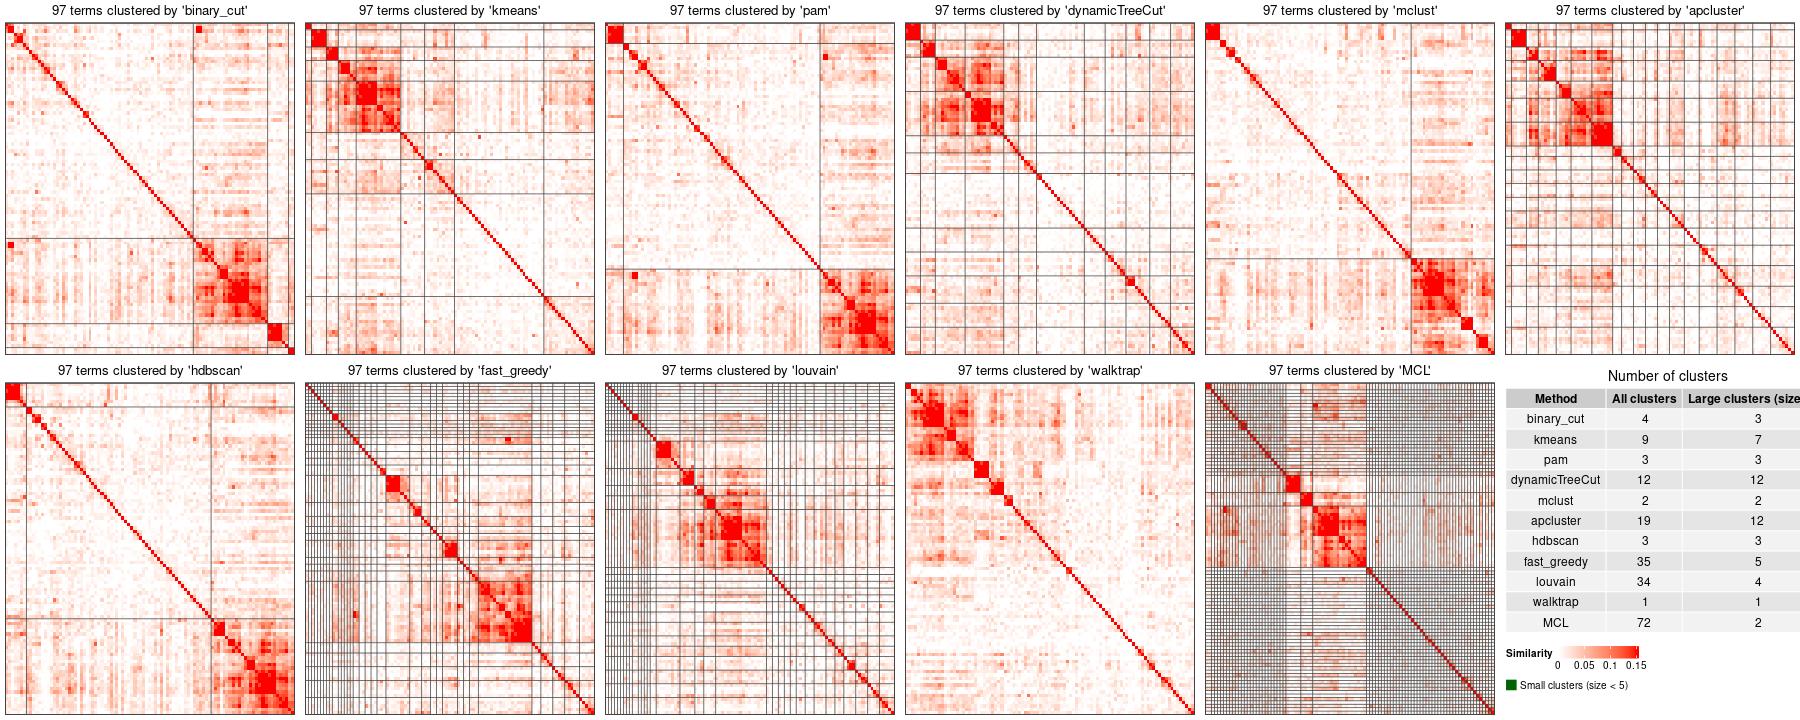 97 terms clustered by 'binary_cut'
97 terms clustered by 'kmeans'
97 terms clustered by 'pam'
97 terms clustered by 'dynamicTreeCut'
97 terms clustered by 'mclust'
97 terms clustered by 'apcluster'
97 terms clustered by 'hdbscan'
97 terms clustered by 'fast_greedy'
97 terms clustered by 'louvain'
97 terms clustered by 'walktrap'
97 terms clustered by 'MCL'
Number of clusters
Method All clusters Large clusters (size
binary_cut 4 3
kmeans 9 7
pam 3 3
dynamicTreeCut 12 12
mclust 2 2
apcluster 19 12
hdbscan 3 3
fast_greedy 35 5
louvain 34 4
walktrap 1 1
MCL 72 2
Similarity
0 0.05 0.1 0.15
Small clusters (size < 5)